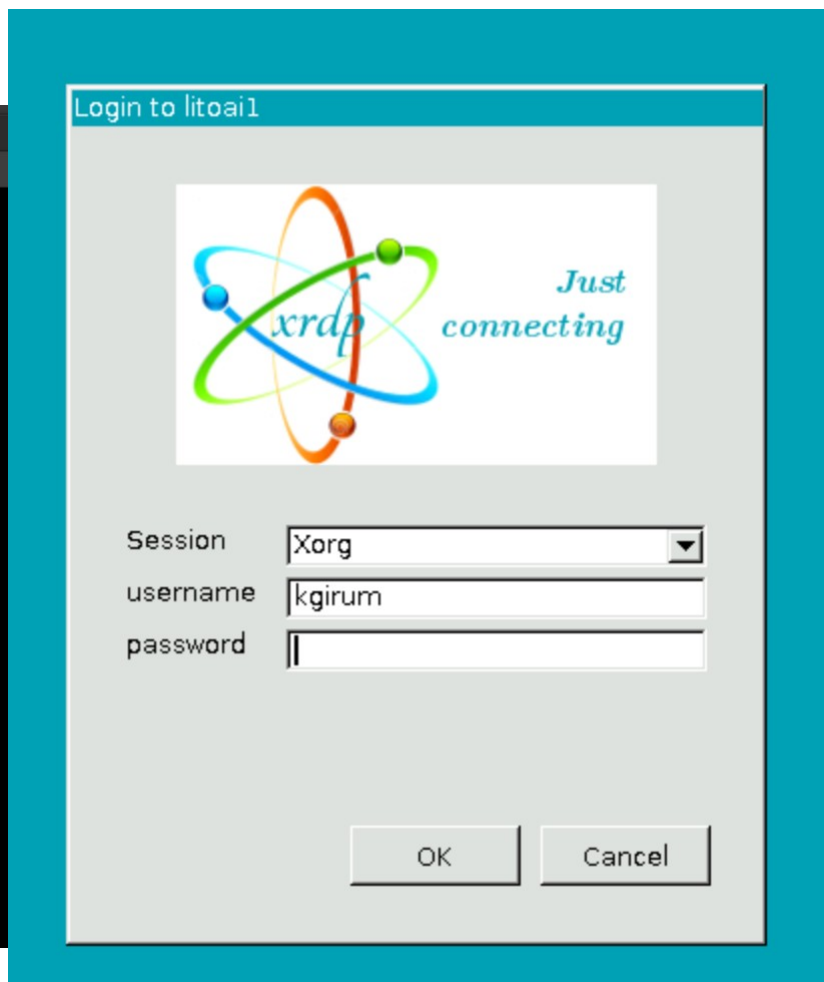 Login to litoai1
xrdp
Just
connecting
Session
Xorg
username
kgirum
password
OK
Cancel